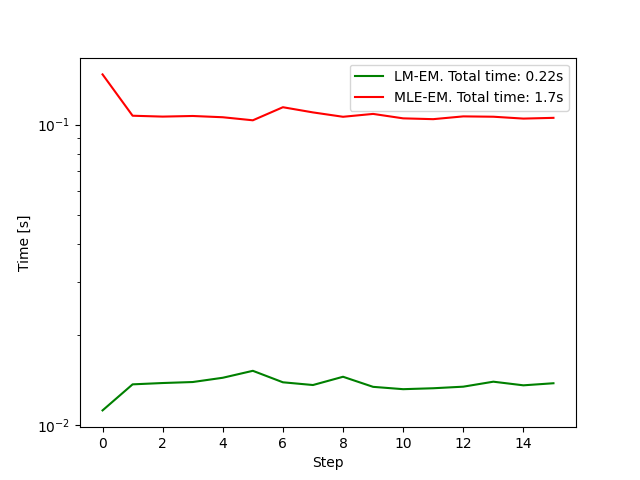 LM-EM. Total time: 0.22s
MLE-EM. Total time: 1.7s
10⁻¹
10⁻²
Time [s]
0 2 4 6 8 10 12 14
Step